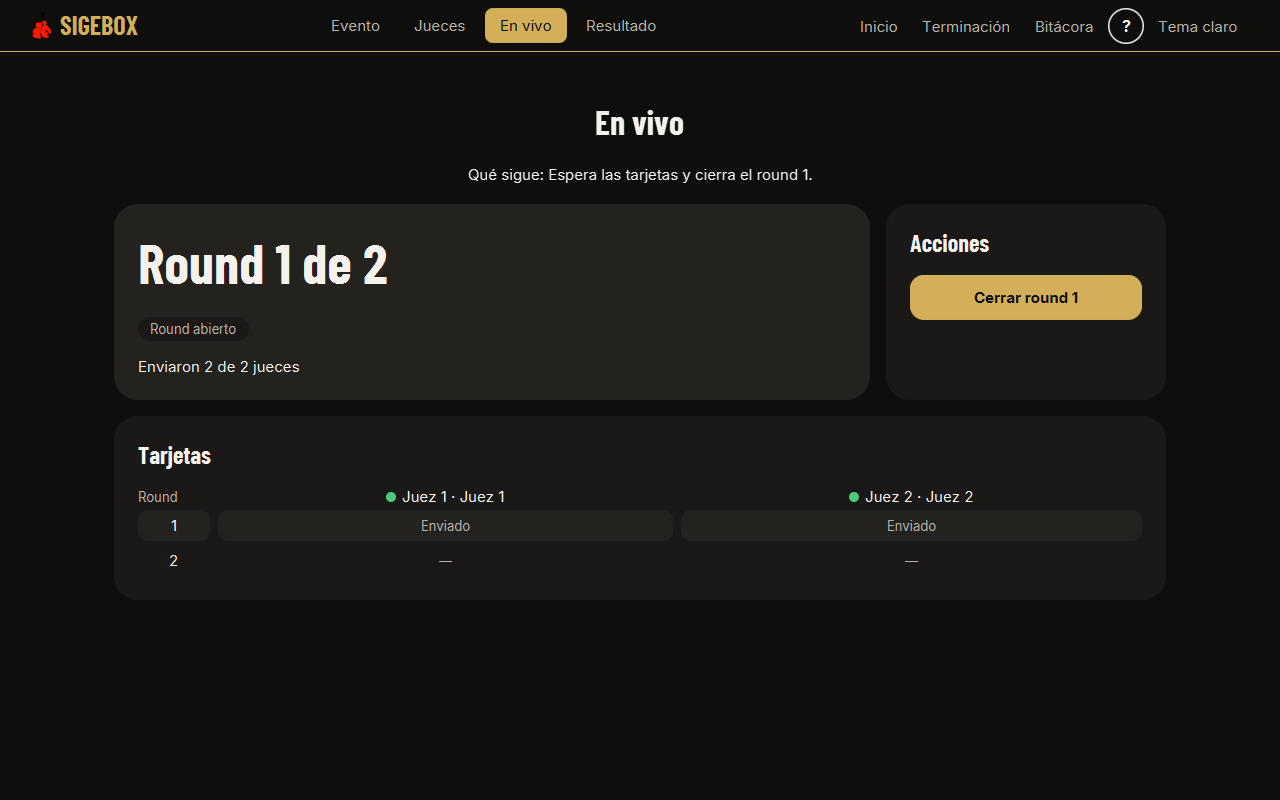 SIGEBOX
Evento
Jueces
En vivo
Resultado
Inicio
Terminación
Bitácora
?
Tema claro
En vivo
Qué sigue: Espera las tarjetas y cierra el round 1.
Round 1 de 2
Round abierto
Enviaron 2 de 2 jueces
Acciones
Cerrar round 1
Tarjetas
Round Juez 1 · Juez 1 Juez 2 · Juez 2
1 Enviado Enviado
2 — —